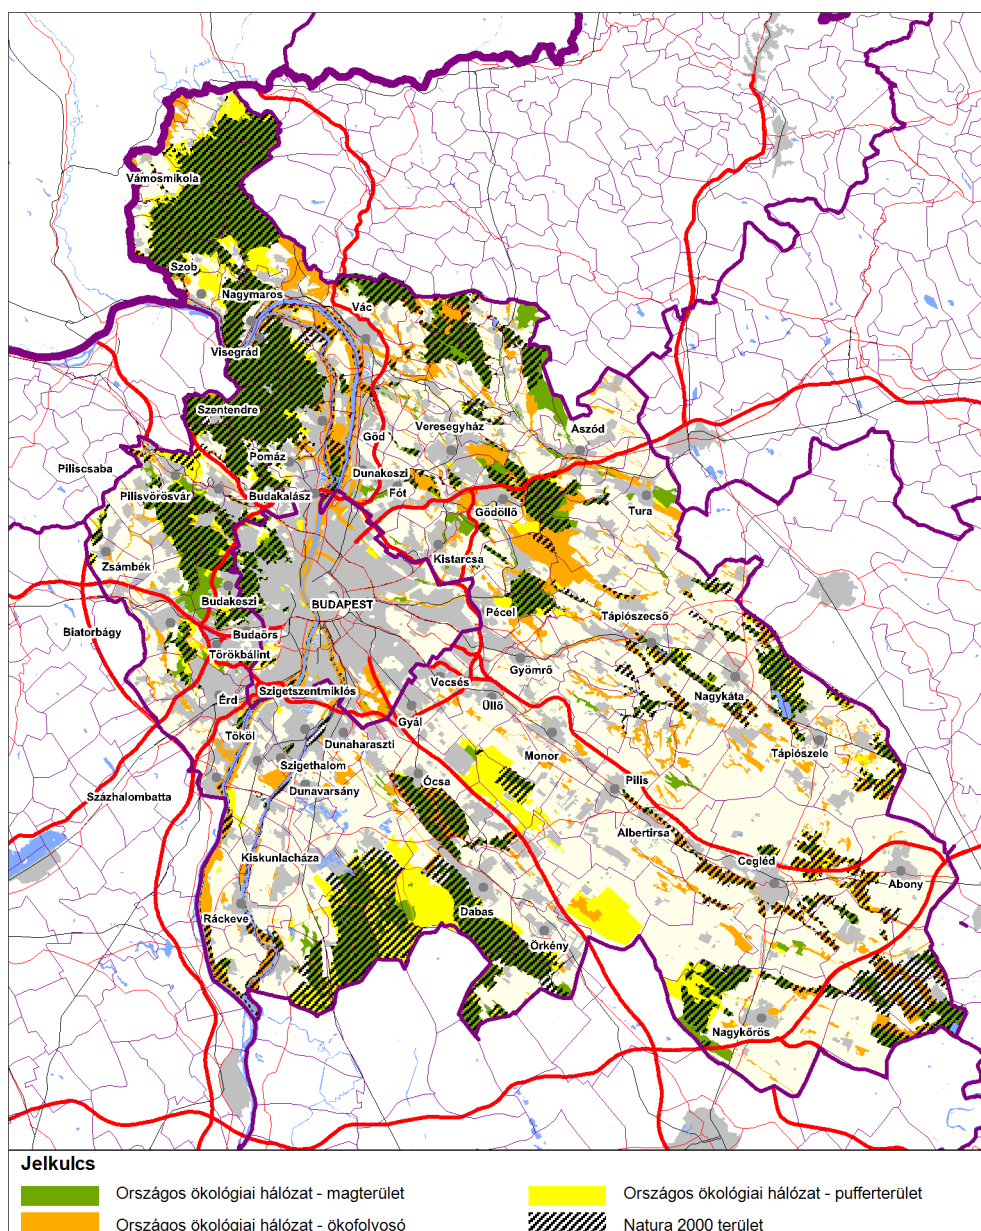 Vámosmikola
Szob
Nagymaros
Vác
Visegrád
Szentendre
Veresegyház
Aszód
Göd
Pomáz
Piliscsaba
Dunakeszi
Pilisvörösvár
Budakalász
Fót
Gödöllő
Tura
Kistarcsa
Zsámbék
Budakeszi
BUDAPEST
Pécel
Tápiószecső
Biatorbágy
Budaörs
Törökbálint
Gyömrő
Vecsés
Szigetszentmiklós
Nagykáta
Érd
Üllő
Gyál
Tököl
Dunaharaszti
Tápiószele
Monor
Szigethalom
Ócsa
Pilis
Dunavarsány
Százhalombatta
Albertirsa
Kiskunlacháza
Cegléd
Abony
Ráckeve
Dabas
Örkény
Nagykőrös
Jelkulcs
Országos ökológiai hálózat - magterület
Országos ökológiai hálózat - pufferterület
Országos ökológiai hálózat - ökofolyosó
Natura 2000 terület